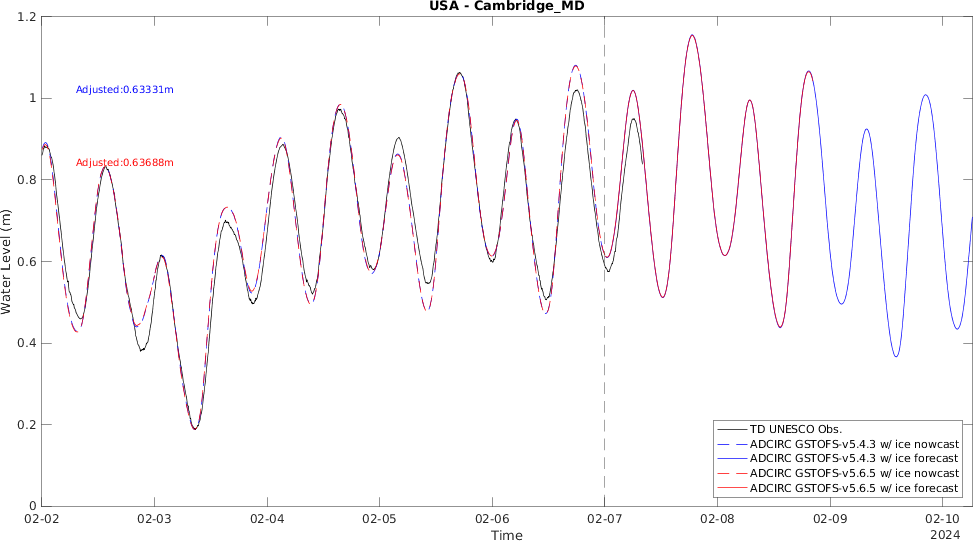 USA - Cambridge_MD
1.2
1
0.8
0.6
0.4
0.2
0
Water Level (m)
Adjusted:0.63331m
Adjusted:0.63688m
TD UNESCO Obs.
ADCIRC GSTOFS-v5.4.3 w/ ice nowcast
ADCIRC GSTOFS-v5.4.3 w/ ice forecast
ADCIRC GSTOFS-v5.6.5 w/ ice nowcast
ADCIRC GSTOFS-v5.6.5 w/ ice forecast
02-02 02-03 02-04 02-05 02-06 02-07 02-08 02-09 02-10
Time
2024